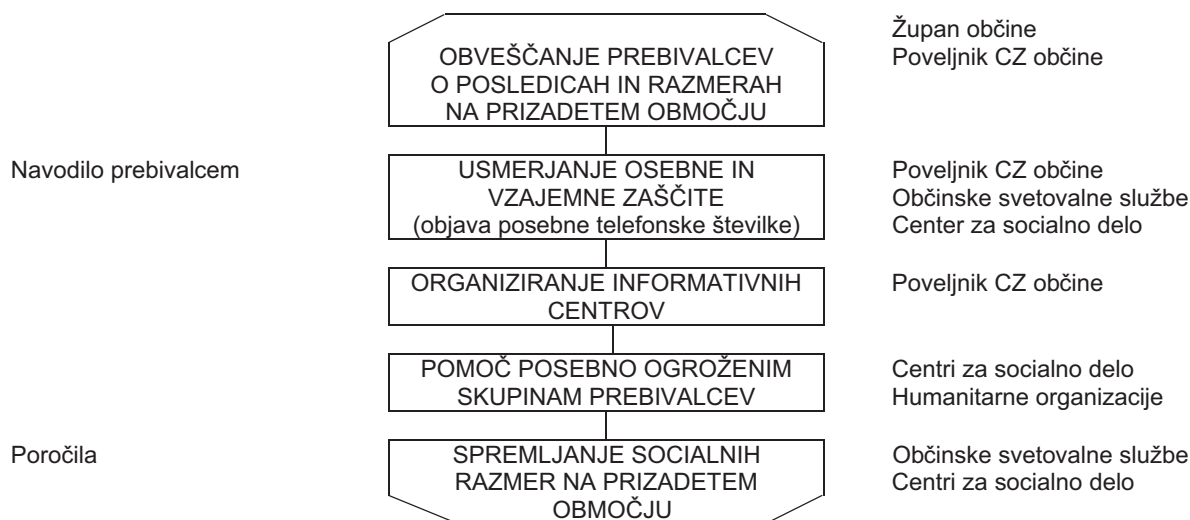 Župan občine
OBVEŠČANJE PREBIVALCEV
Poveljnik CZ občine
O POSLEDICAH IN RAZMERAH
NA PRIZADETEM OBMOČJU
Navodilo prebivalcem
USMERJANJE OSEBNE IN
Poveljnik CZ občine
VZAJEMNE ZAŠČITE
Občinske svetovalne službe
(objava posebne telefonske številke)
Center za socialno delo
ORGANIZIRANJE INFORMATIVNIH
Poveljnik CZ občine
CENTROV
POMOČ POSEBNO OGROŽENIM
Centri za socialno delo
SKUPINAM PREBIVALCEV
Humanitarne organizacije
Poročila
SPREMLJANJE SOCIALNIH
Občinske svetovalne službe
RAZMER NA PRIZADETEM
Centri za socialno delo
OBMOČJU